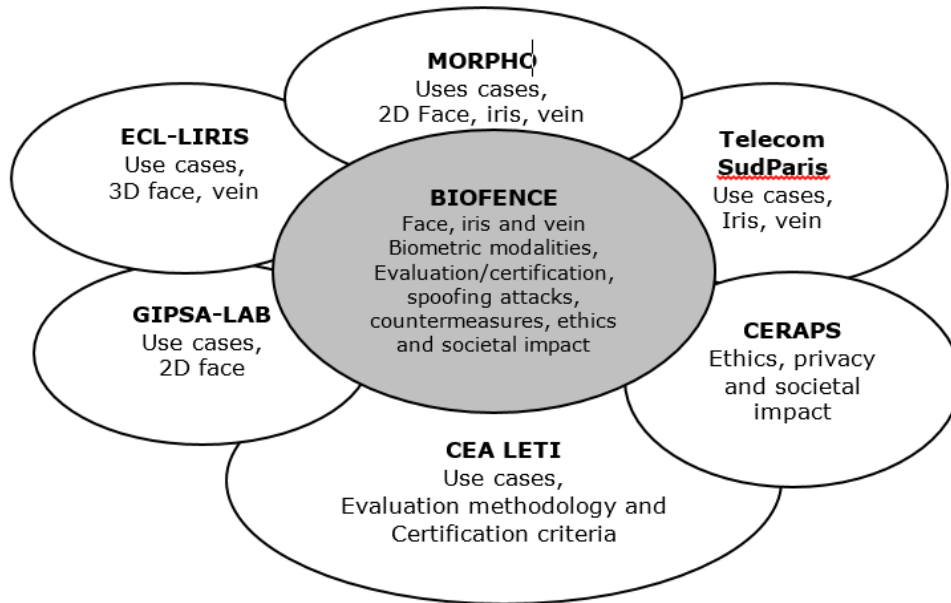 MORPHO
Uses cases,
2D Face, iris, vein
ECL-LIRIS
Use cases,
3D face, vein
Telecom
SudParis
Use cases,
Iris, vein
BIOFENCE
Face, iris and vein
Biometric modalities,
Evaluation/certification,
spoofing attacks,
countermeasures, ethics
and societal impact
GIPSA-LAB
Use cases,
2D face
CERAPS
Ethics, privacy
and societal
impact
CEA LETI
Use cases,
Evaluation methodology and
Certification criteria